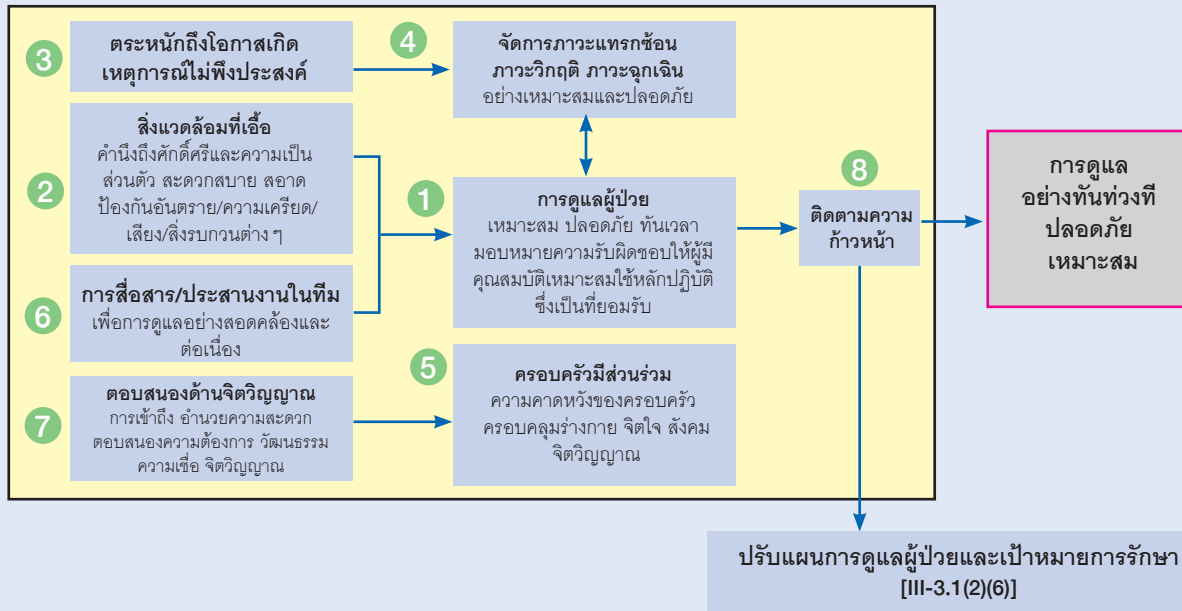 3
ตระหนักถึงโอกาสเกิด
เหตุการณ์ไม่พึงประสงค์
4
จัดการภาวะแทรกซ้อน
ภาวะวิกฤติ ภาวะฉุกเฉิน
อย่างเหมาะสมและปลอดภัย
2
สิ่งแวดล้อมที่เอื้อ
คำนึงถึงศักดิ์ศรีและความเป็น
ส่วนตัว สะดวกสบาย สอาด
ป้องกันอันตราย/ความเครียด/
เสียง/สิ่งรบกวนต่าง ๆ
1
การดูแลผู้ป่วย
เหมาะสม ปลอดภัย ทันเวลา
มอบหมายความรับผิดชอบให้ผู้มี
คุณสมบัติเหมาะสมใช้หลักปฏิบัติ
ซึ่งเป็นที่ยอมรับ
8
ติดตามความ
ก้าวหน้า
การดูแล
อย่างทันท่วงที
ปลอดภัย
เหมาะสม
6
การสื่อสาร/ประสานงานในทีม
เพื่อการดูแลอย่างสอดคล้องและ
ต่อเนื่อง
7
ตอบสนองด้านจิตวิญญาณ
การเข้าถึง อำนวยความสะดวก
ตอบสนองความต้องการ วัฒนธรรม
ความเชื่อ จิตวิญญาณ
5
ครอบครัวมีส่วนร่วม
ความคาดหวังของครอบครัว
ครอบคลุมร่างกาย จิตใจ สังคม
จิตวิญญาณ
ปรับแผนการดูแลผู้ป่วยและเป้าหมายการรักษา
[III-3.1(2)(6)]